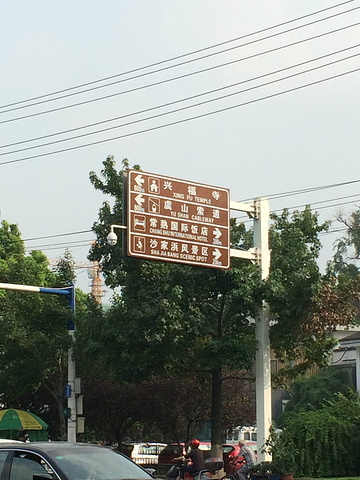 兴福寺
XING FU TEMPLE
虞山索道
YU SHAN CABLEWAY
常熟国际饭店
CHANG SHU INTERNATIONAL HOTEL
沙家浜风景区
SHA JIA BANG SCENIC SPOT